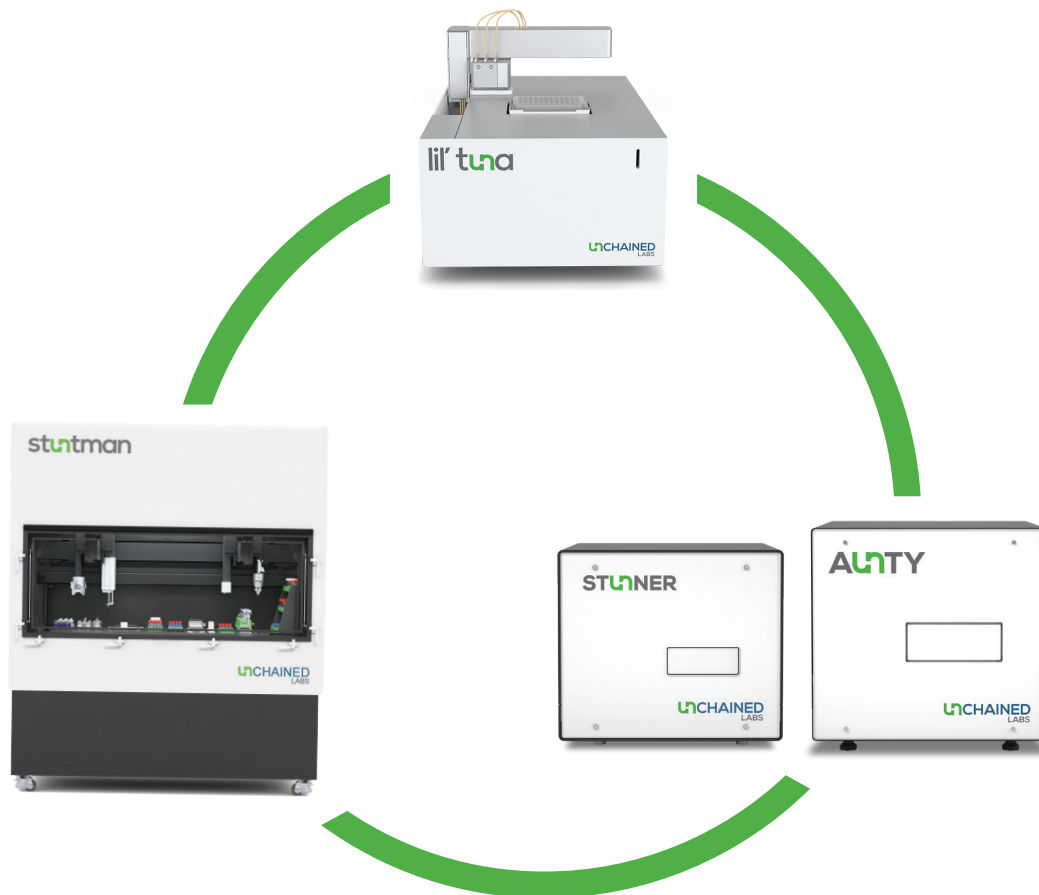 lil' tuna
UNCHAINED
LABS
stuntman
UNCHAINED
LABS
STUNNER
UNCHAINED
LABS
AUNTY
UNCHAINED
LABS